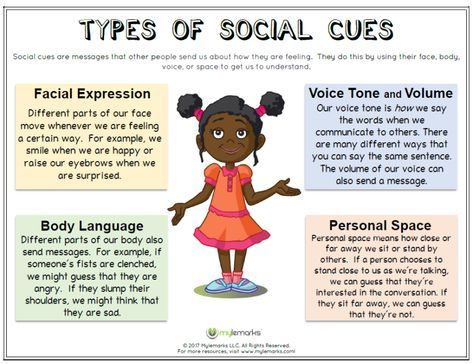 TYPES OF SOCIAL CUES
Social cues are messages that other people send us about how they are feeling. They do this by using their face, body,
voice, or space to get us to understand.
Facial Expression
Different parts of our face
move whenever we are feeling
a certain way. For example, we
smile when we are happy or
raise our eyebrows when we
are surprised.
Voice Tone and Volume
Our voice tone is how we say
the words when we
communicate to others. There
are many different ways that
you can say the same sentence.
The volume of our voice can
also send a message.
Body Language
Different parts of our body also
send messages. For example, if
someone's fists are clenched,
we might guess that they are
angry. If they slump their
shoulders, we might think that
they are sad.
Personal Space
Personal space means how close or
far away we sit or stand by
others. If a person chooses to
stand close to us as we're talking,
we can guess that they're
interested in the conversation. If
they sit far away, we can guess
that they're not.
mylemarks
© 2017 Mylemarks LLC. All Rights Reserved.
For more resources, visit www.mylemarks.com!